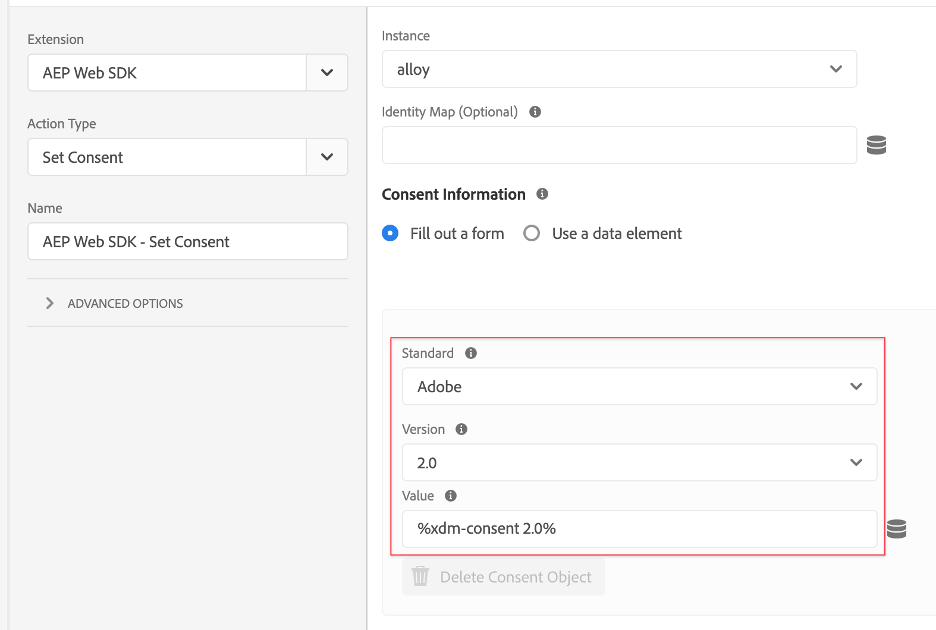 Extension
AEP Web SDK
Action Type
Set Consent
Name
AEP Web SDK - Set Consent
ADVANCED OPTIONS
Instance
alloy
Identity Map (Optional)
Consent Information
Fill out a form
Use a data element
Standard
Adobe
Version
2.0
Value
%xdm-consent 2.0%
Delete Consent Object